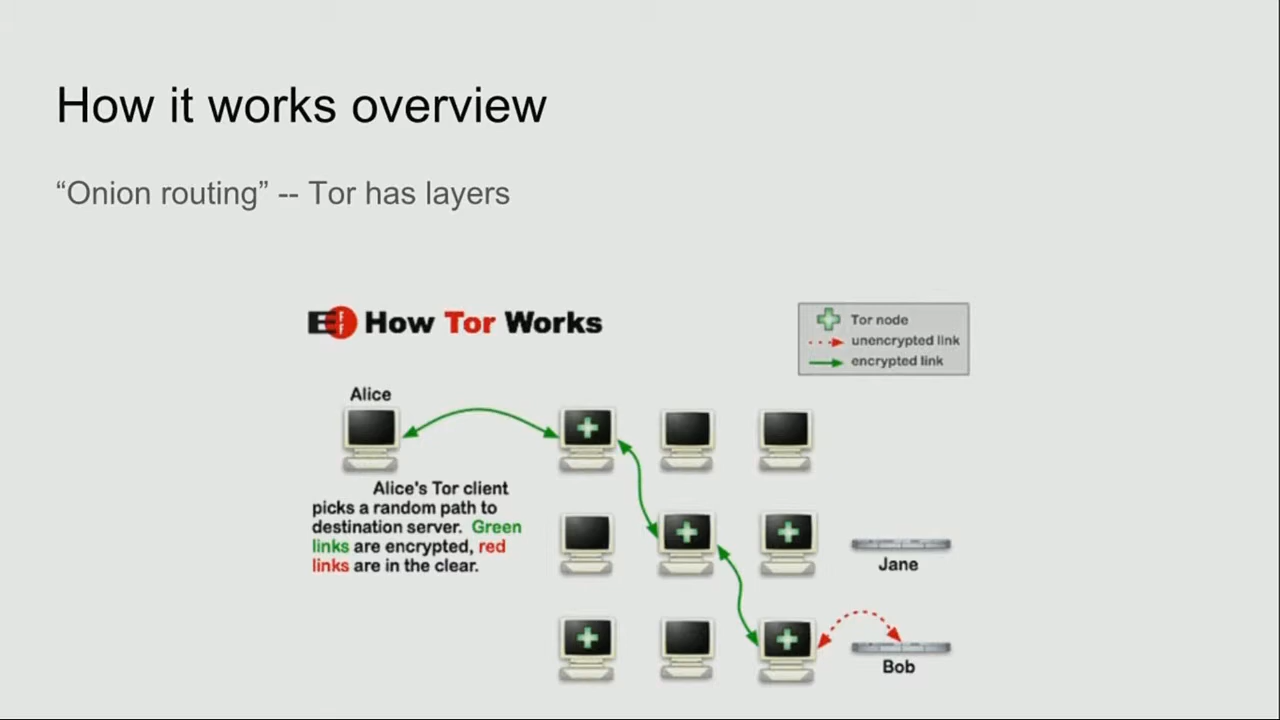 How it works overview
“Onion routing” -- Tor has layers
EFF How Tor Works
Tor node
unencrypted link
encrypted link
Alice
Alice's Tor client
picks a random path to
destination server. Green
links are encrypted, red
links are in the clear.
Jane
Bob